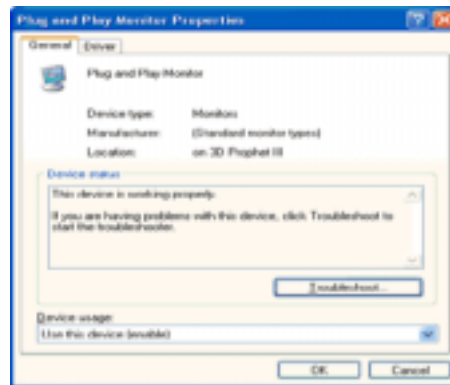 Plug and Play Monitor Properties
General Driver
Plug and Play Monitor
Device type: Monitors
Manufacturer: (Standard monitor types)
Location: on 3D Prophet III
Device status
This device is working properly.
If you are having problems with this device, click Troubleshoot to
start the troubleshooter.
Troubleshoot...
Device usage:
Use this device (enable)
OK Cancel